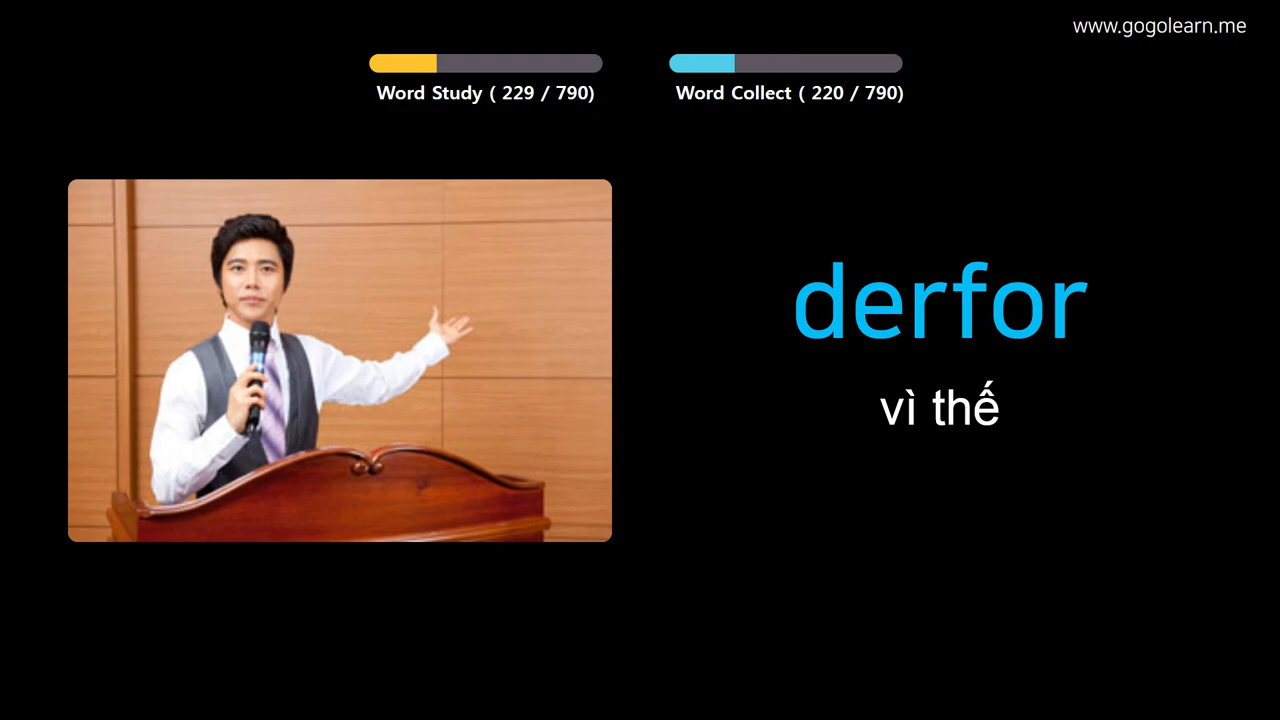 www.gogolearn.me
Word Study ( 229 / 790)
Word Collect ( 220 / 790)
derfor
vì thế